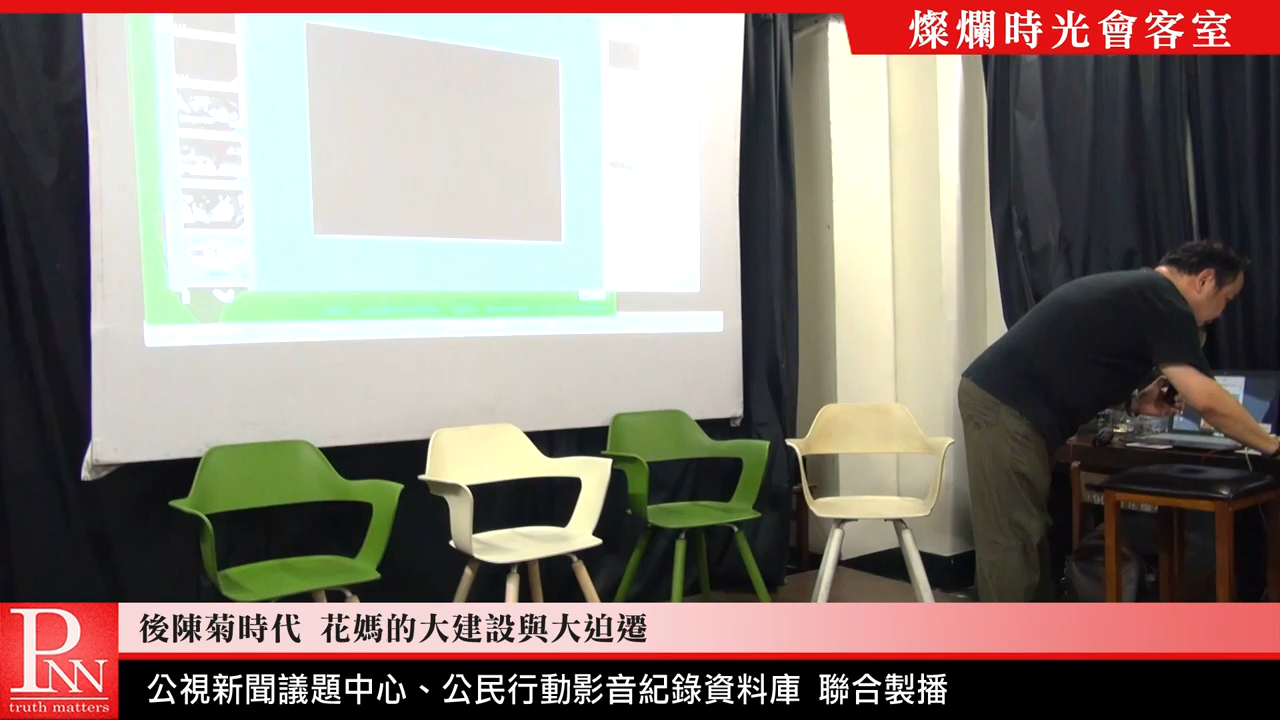 燦爛時光會客室
後陳菊時代 花媽的大建設與大迫遷
PNN
truth matters
公視新聞議題中心、公民行動影音紀錄資料庫 聯合製播